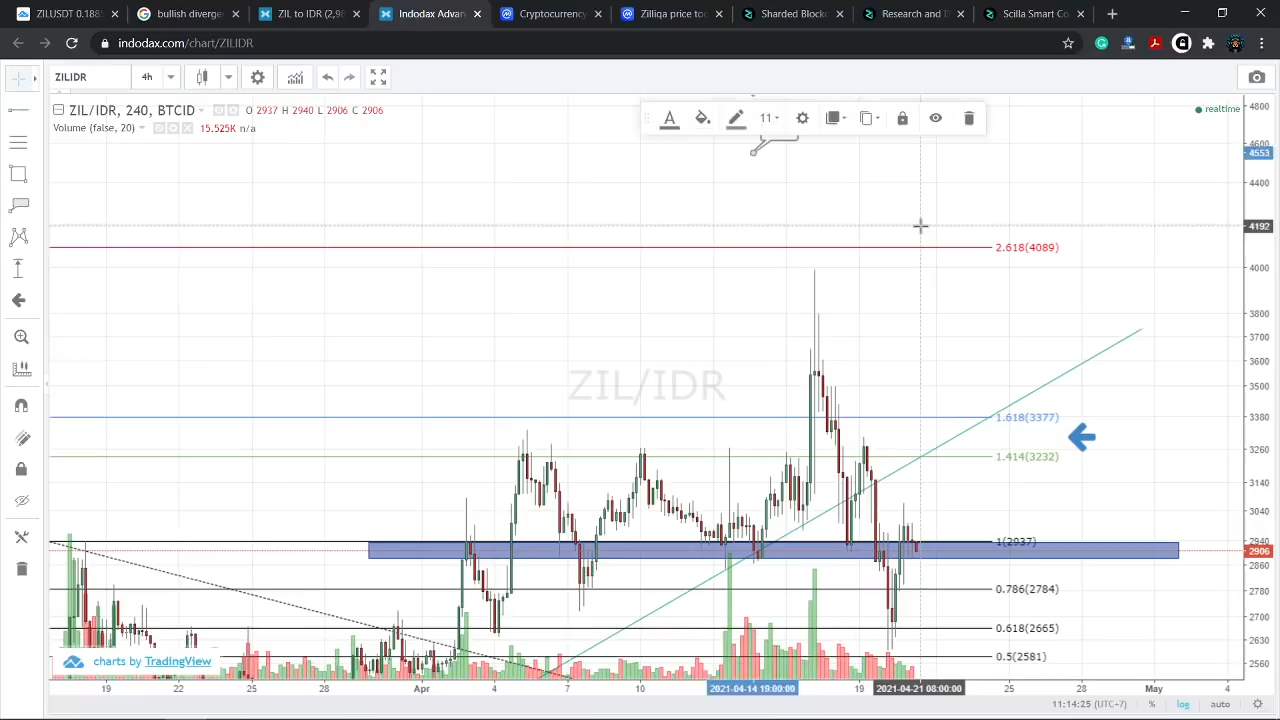 ZILUSDT 0.1885
bullish diverge
ZIL to IDR (2,98
Indodax Adv
Cryptocurrency
Zilliqa price to
Sharded Block
Research and D
Scilla Smart Co
indodax.com/chart/ZILIDR
ZILIDR 4h
ZIL/IDR, 240, BTCID O 2937 H 2940 L 2906 C 2906
Volume (false, 20) 15.525K n/a
11
realtime
4800
4600
4553
4400
4192
2.618(4089)
4000
3800
3700
3600
ZIL/IDR
3500
1.618(3377) 3380
1.414(3232) 3260
3140
3040
1(2937) 2940
2906
2860
0.786(2784) 2780
2700
0.618(2665) 2630
0.5(2581) 2560
charts by TradingView
19 22 25 28 Apr 4 7 10 2021-04-14 19:00:00 19 2021-04-21 08:00:00 25 28 May 4
11:14:25 (UTC+7) % log auto